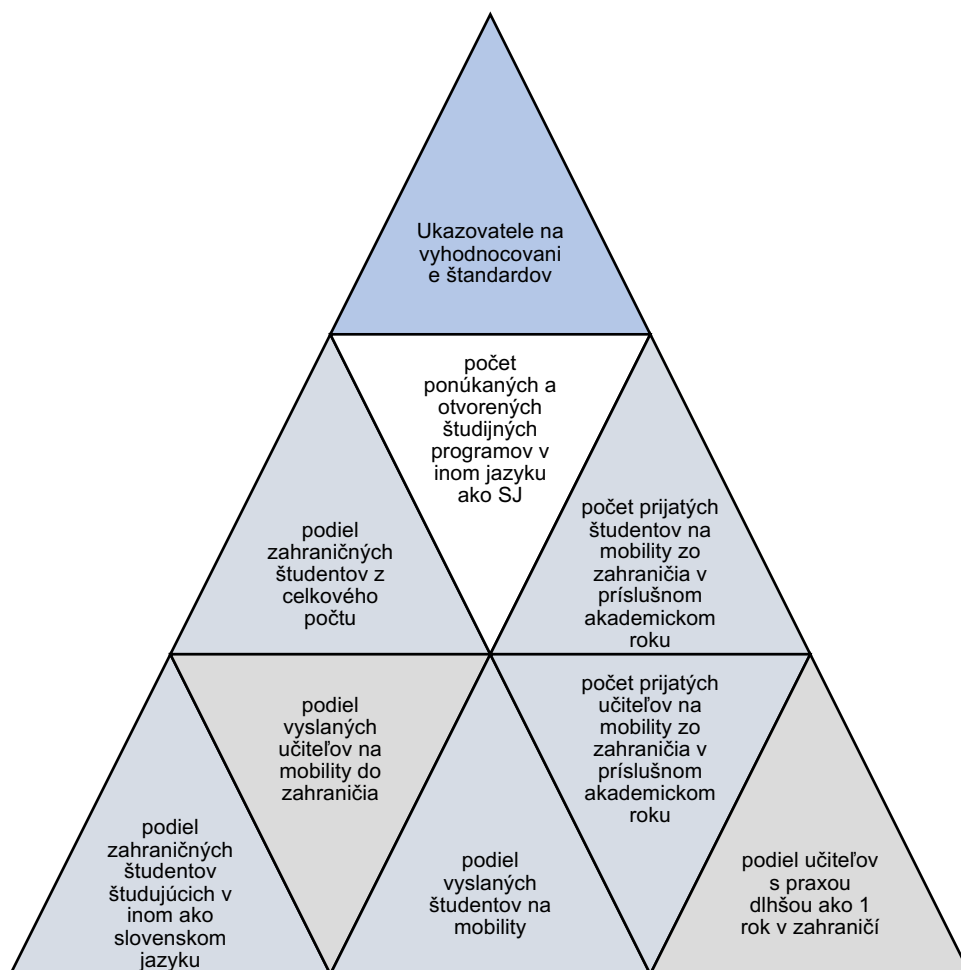 Ukazovatele na
vyhodnocovani
e štandardov
počet
ponúkaných a
otvorených
študijných
programov v
inom jazyku
ako SJ
podiel
zahraničných
študentov z
celkového
počtu
počet prijatých
študentov na
mobility zo
zahraničia v
príslušnom
akademickom
roku
podiel
vyslaných
učiteľov na
mobility do
zahraničia
počet prijatých
učiteľov na
mobility zo
zahraničia v
príslušnom
akademickom
roku
podiel
zahraničných
študentov
študujúcich v
inom ako
slovenskom
jazyku
podiel
vyslaných
študentov na
mobility
podiel učiteľov
s praxou
dlhšou ako 1
rok v zahraničí